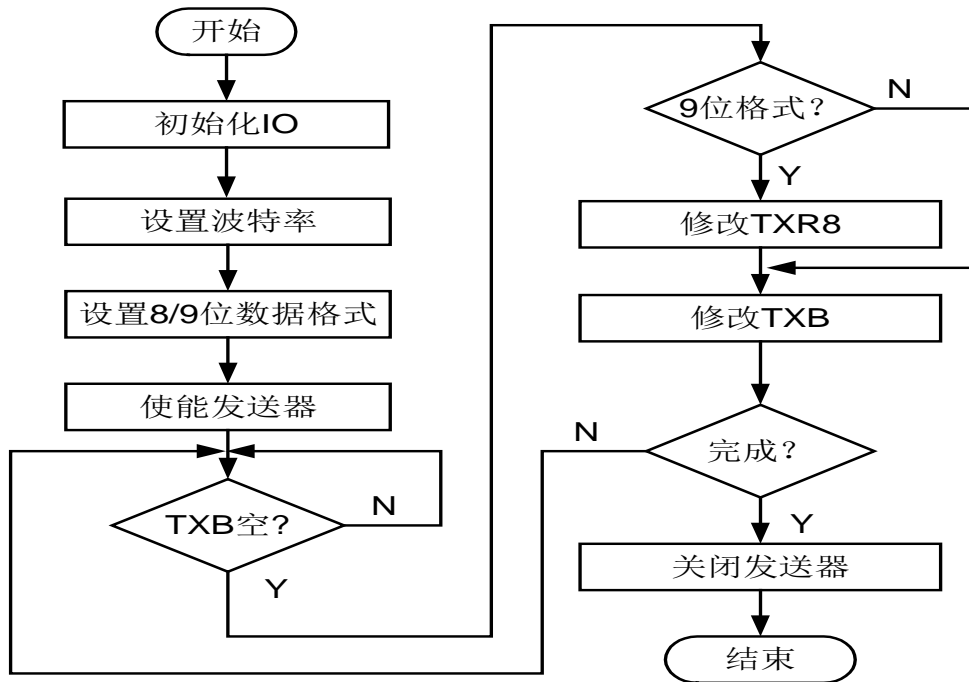 开始
初始化IO
设置波特率
设置8/9位数据格式
使能发送器
TXB空?
N
Y
9位格式？
N
Y
修改TXR8
修改TXB
完成？
N
Y
关闭发送器
结束